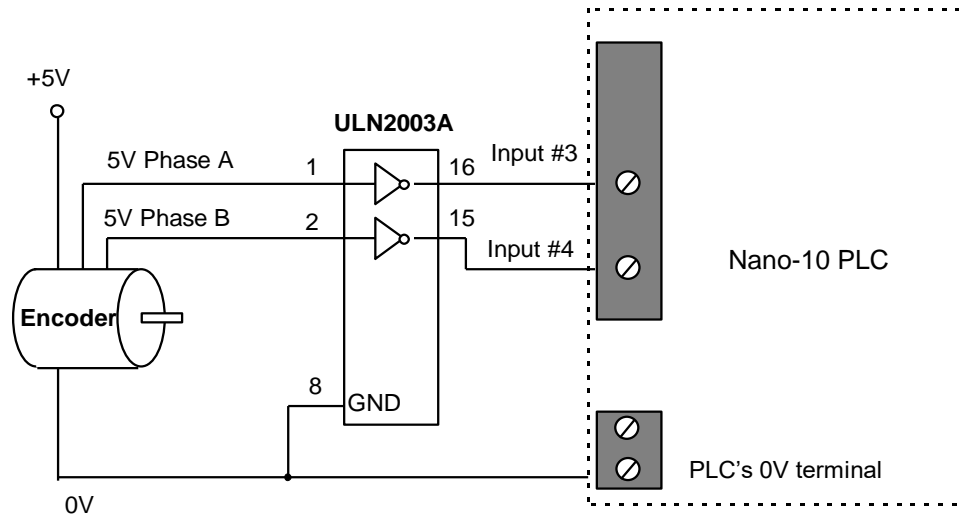 +5V
ULN2003A
5V Phase A
1
16
Input #3
5V Phase B
2
15
Input #4
Nano-10 PLC
Encoder
8
GND
PLC's 0V terminal
0V